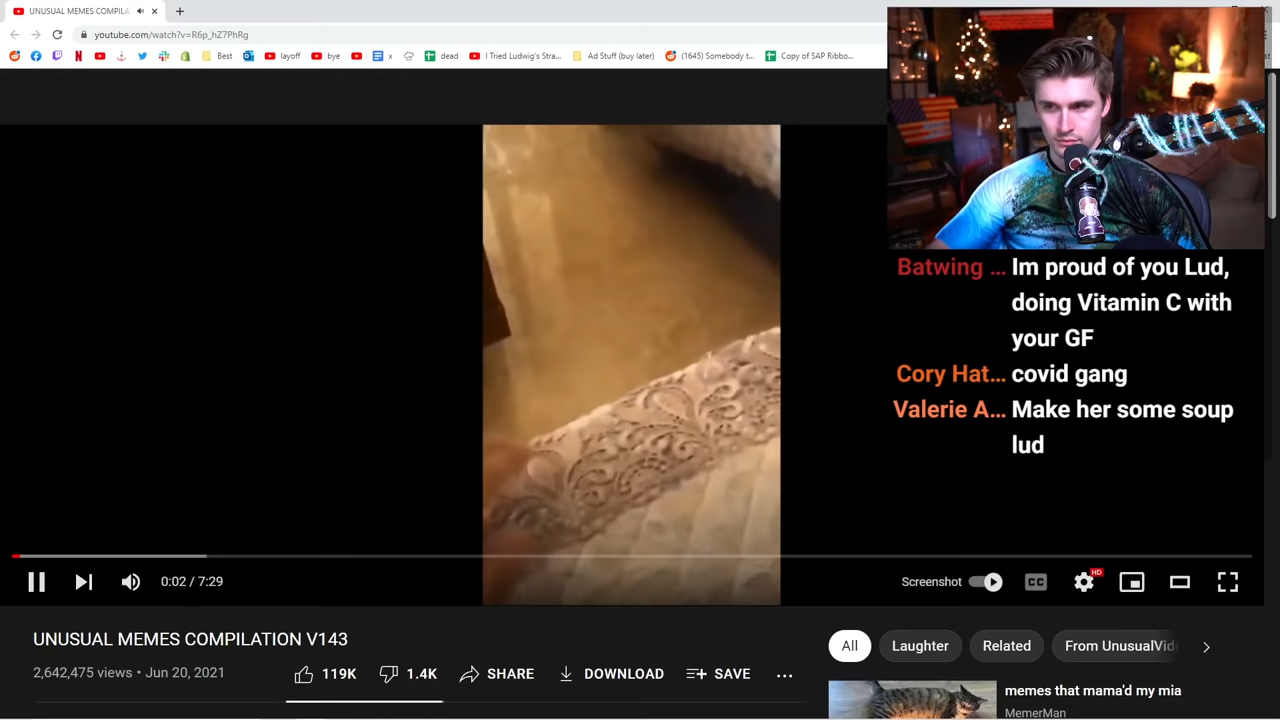 UNUSUAL MEMES COMPILA
youtube.com/watch?v=R6p_hZ7PhRg
Best layoff bye x dead I Tried Ludwig's Stra... Ad Stuff (buy later) (1645) Somebody t... Copy of SAP Ribbo...
Batwing ... Im proud of you Lud,
doing Vitamin C with
your GF
Cory Hat... covid gang
Valerie A... Make her some soup
lud
0:02 / 7:29 Screenshot CC HD
UNUSUAL MEMES COMPILATION V143
2,642,475 views • Jun 20, 2021 119K 1.4K SHARE DOWNLOAD SAVE ...
All Laughter Related From UnusualVid
memes that mama'd my mia
MemerMan